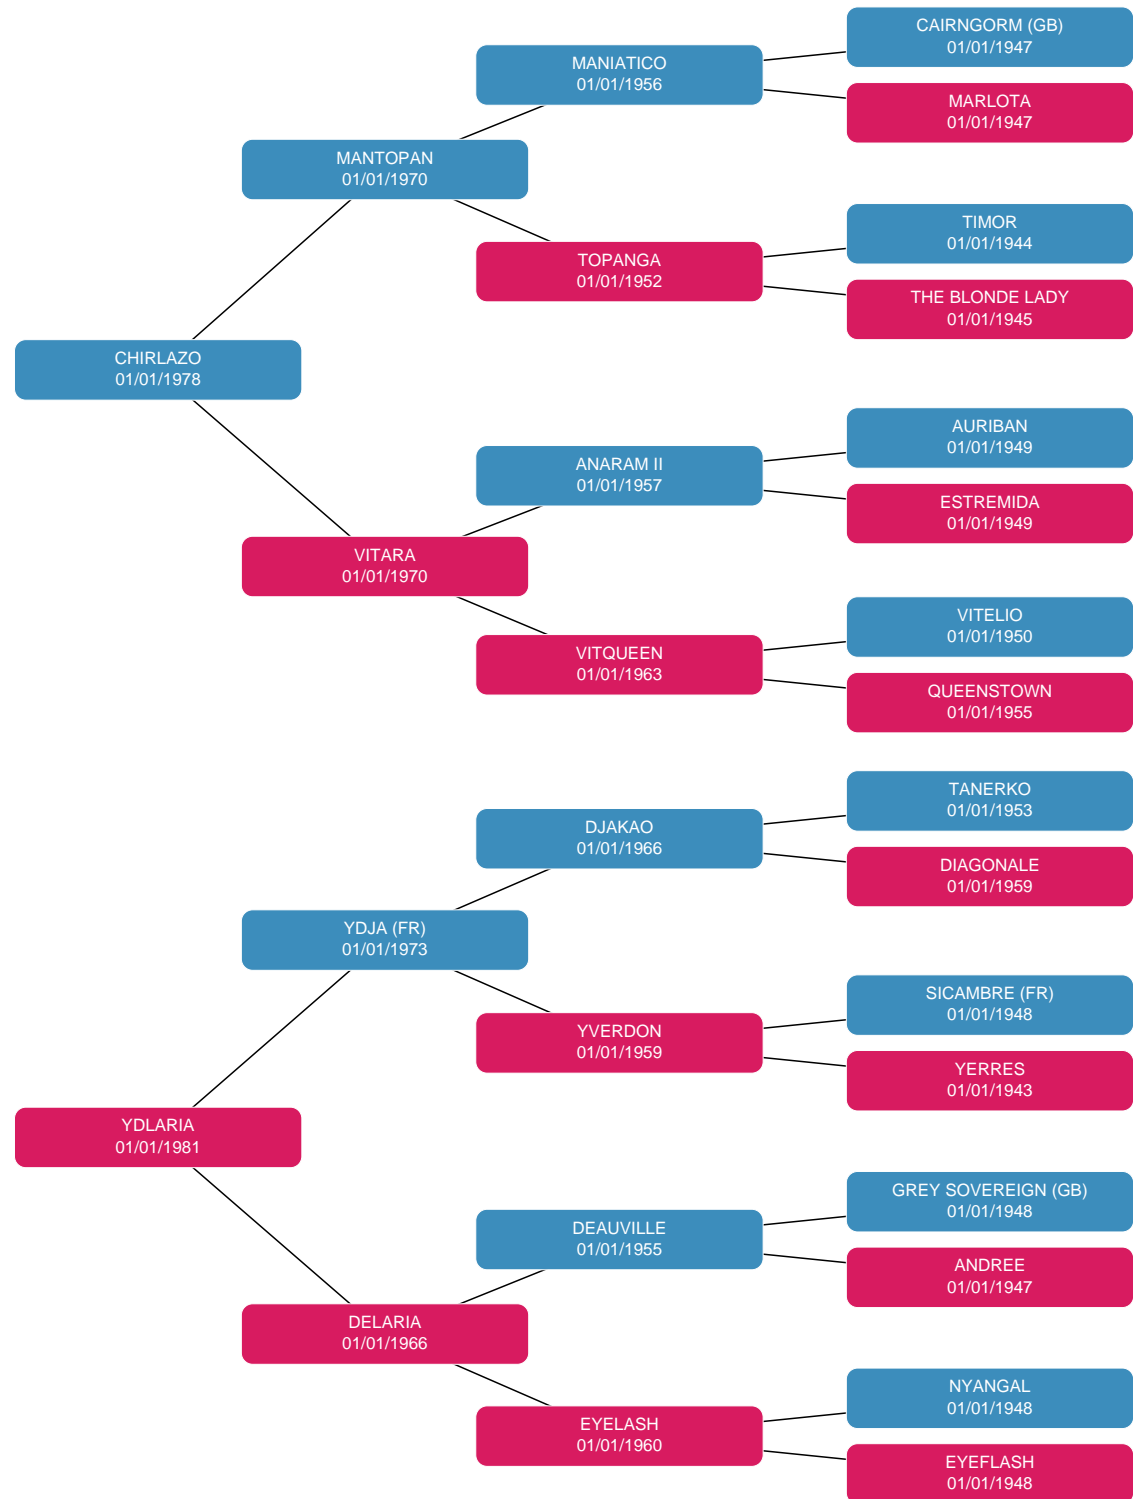 CAIRNGORM (GB)
01/01/1947
MANIATICO
01/01/1956
MARLOTA
01/01/1947
MANTOPAN
01/01/1970
TIMOR
01/01/1944
TOPANGA
01/01/1952
THE BLONDE LADY
01/01/1945
CHIRLAZO
01/01/1978
AURIBAN
01/01/1949
ANARAM II
01/01/1957
ESTREMIDA
01/01/1949
VITARA
01/01/1970
VITELIO
01/01/1950
VITQUEEN
01/01/1963
QUEENSTOWN
01/01/1955
TANERKO
01/01/1953
DJAKAO
01/01/1966
DIAGONALE
01/01/1959
YDJA (FR)
01/01/1973
SICAMBRE (FR)
01/01/1948
YVERDON
01/01/1959
YERRES
01/01/1943
YDLARIA
01/01/1981
GREY SOVEREIGN (GB)
01/01/1948
DEAUVILLE
01/01/1955
ANDREE
01/01/1947
DELARIA
01/01/1966
NYANGAL
01/01/1948
EYELASH
01/01/1960
EYEFLASH
01/01/1948